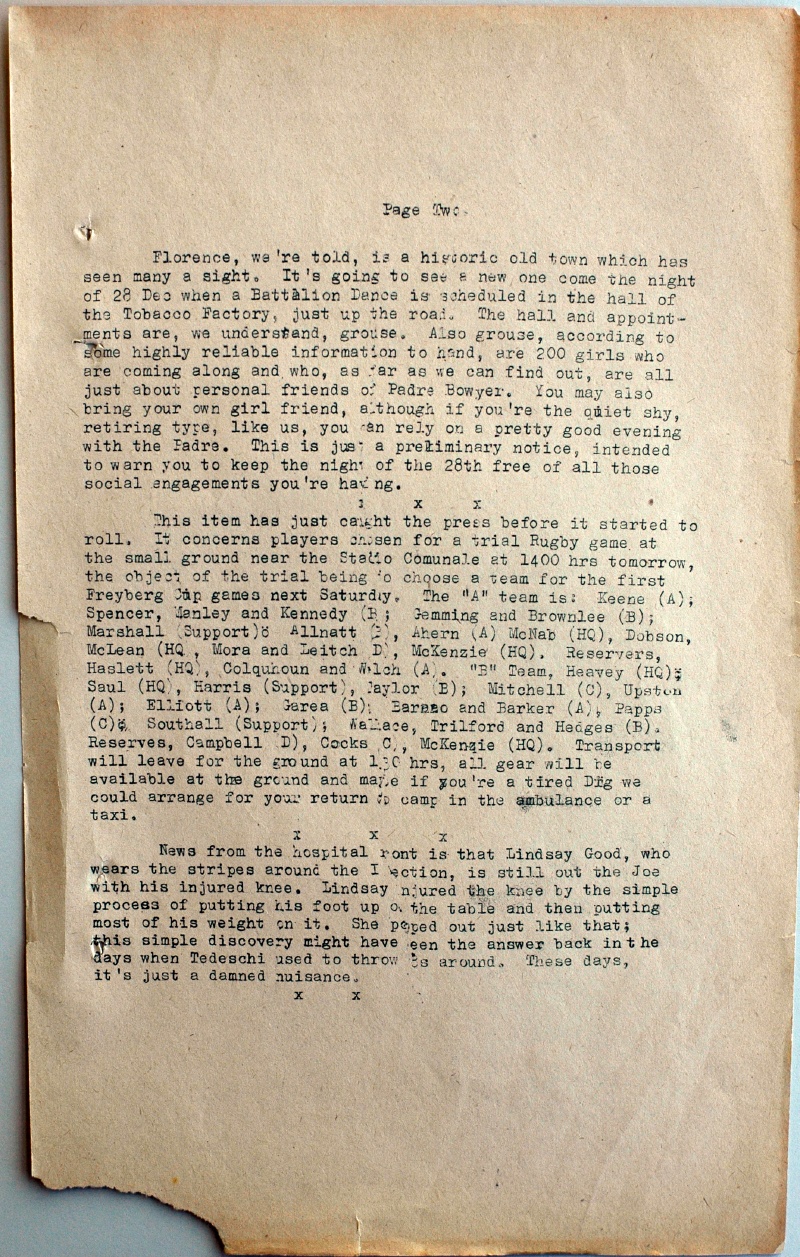 Page Two.
Florence, we're told, is a historic old town which has
seen many a sight. It's going to see a new one come the night
of 28 Dec when a Battalion Dance is scheduled in the hall of
the Tobacco Factory, just up the road. The hall and appoint-
ments are, we understand, grouse. Also grouse, according to
some highly reliable information to hand, are 200 girls who
are coming along and who, as far as we can find out, are all
just about personal friends of Padre Bowyer. You may also
bring your own girl friend, although if you're the quiet shy,
retiring type, like us, you can rely on a pretty good evening
with the Padre. This is just a preliminary notice, intended
to warn you to keep the night of the 28th free of all those
social engagements you're having.
x x x
This item has just caught the press before it started to
roll. It concerns players chosen for a trial Rugby game at
the small ground near the Statio Comunale at 1400 hrs tomorrow,
the object of the trial being to choose a team for the first
Freyberg Cup games next Saturday. The "A" team is: Keene (A);
Spencer, Manley and Kennedy (B ; Gemming and Brownlee (B);
Marshall (Support)& Allnatt (B), Ahern (A) McNab (HQ), Dobson,
McLean (HQ , Mora and Leitch D), McKenzie (HQ). Reservers,
Haslett (HQ), Colquhoun and Welch (A). "B" Team, Heavey (HQ);
Saul (HQ), Harris (Support), Taylor (B); Mitchell (C), Upston
(A); Elliott (A); Garea (B); and Barker (A), Papps
(C); Southall (Support); Wallace, Trilford and Hedges (B).
Reserves, Campbell D), Cocks C), McKenzie (HQ). Transport
will leave for the ground at hrs, all gear will be
available at the ground and maybe if you're a tired Dig we
could arrange for your return to camp in the ambulance or a
taxi.
x x x
News from the hospital front is that Lindsay Good, who
wears the stripes around the I Section, is still out the Joe
with his injured knee. Lindsay injured the knee by the simple
process of putting his foot up on the table and then putting
most of his weight on it. She popped out just like that;
this simple discovery might have been the answer back in the
days when Tedeschi used to throw us around. These days,
it's just a damned nuisance.
x x